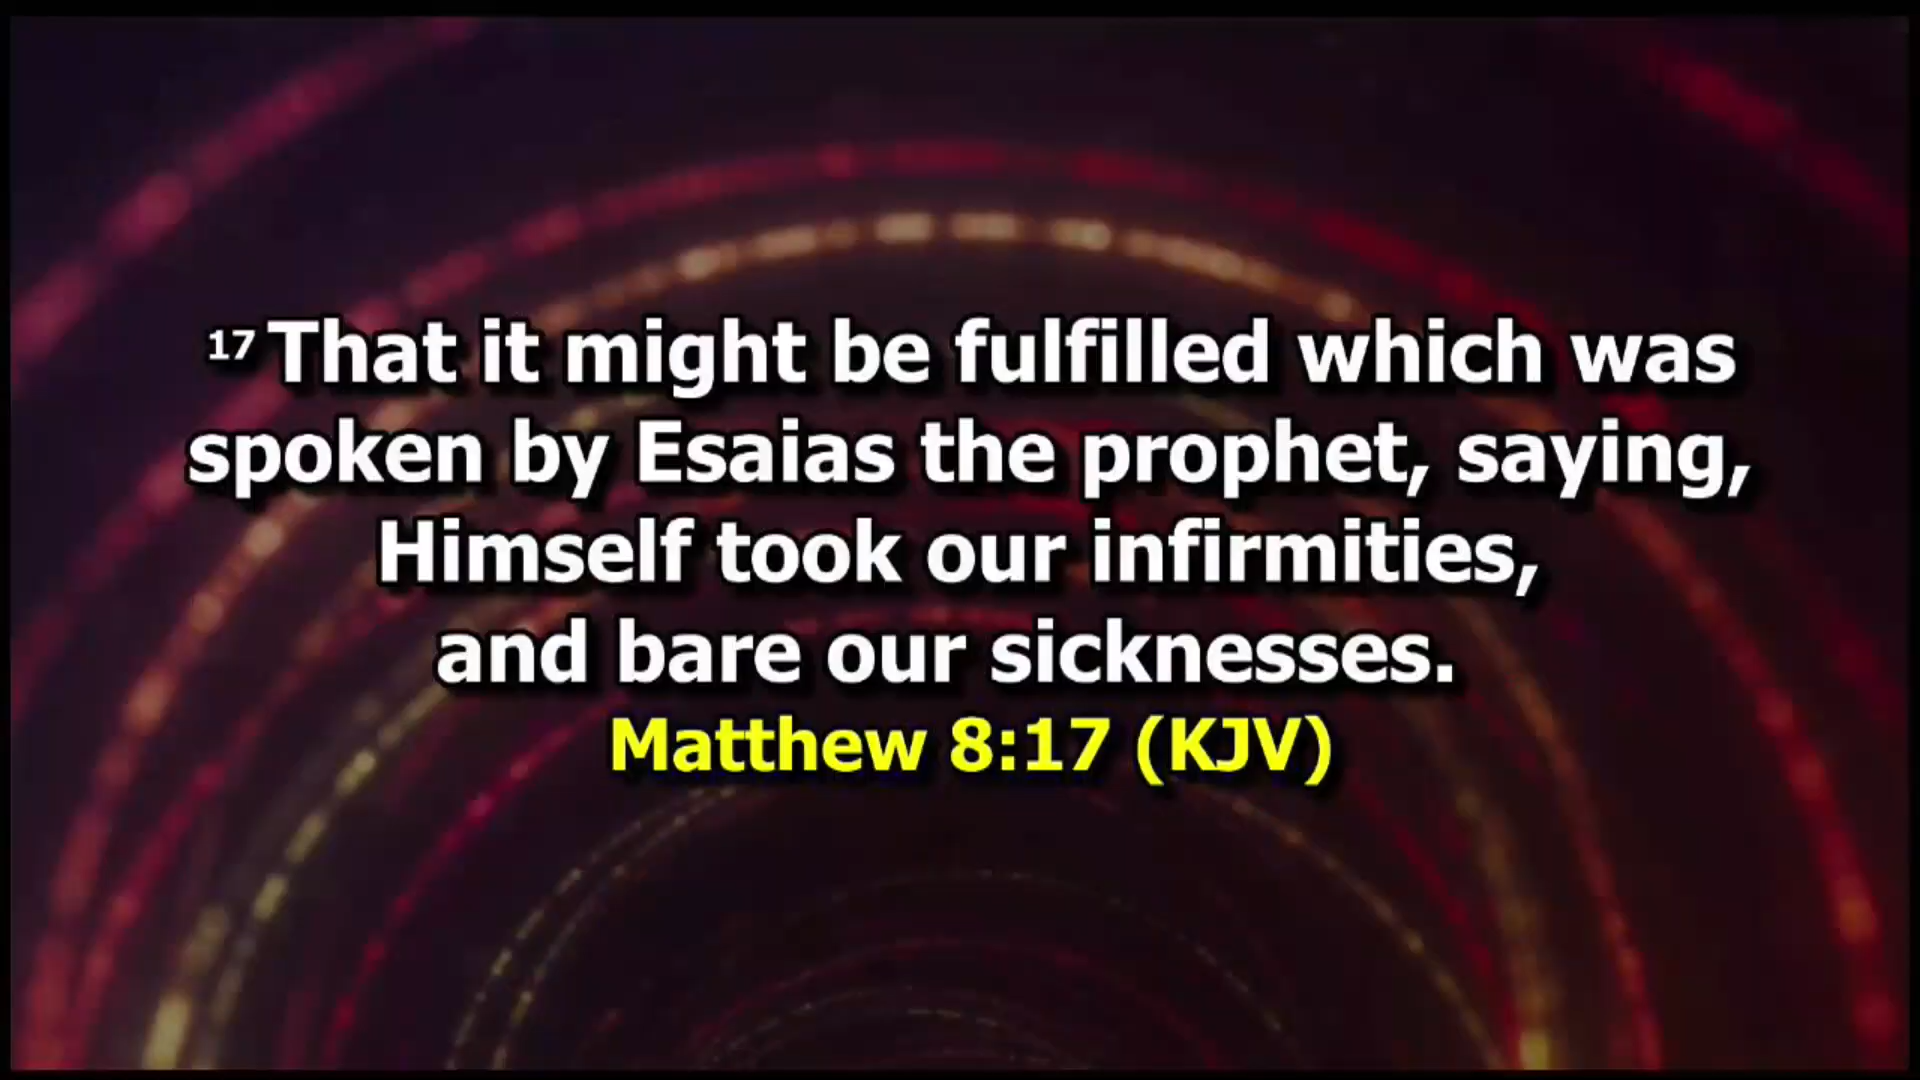 17 That it might be fulfilled which was
spoken by Esaias the prophet, saying,
Himself took our infirmities,
and bare our sicknesses.
Matthew 8:17 (KJV)